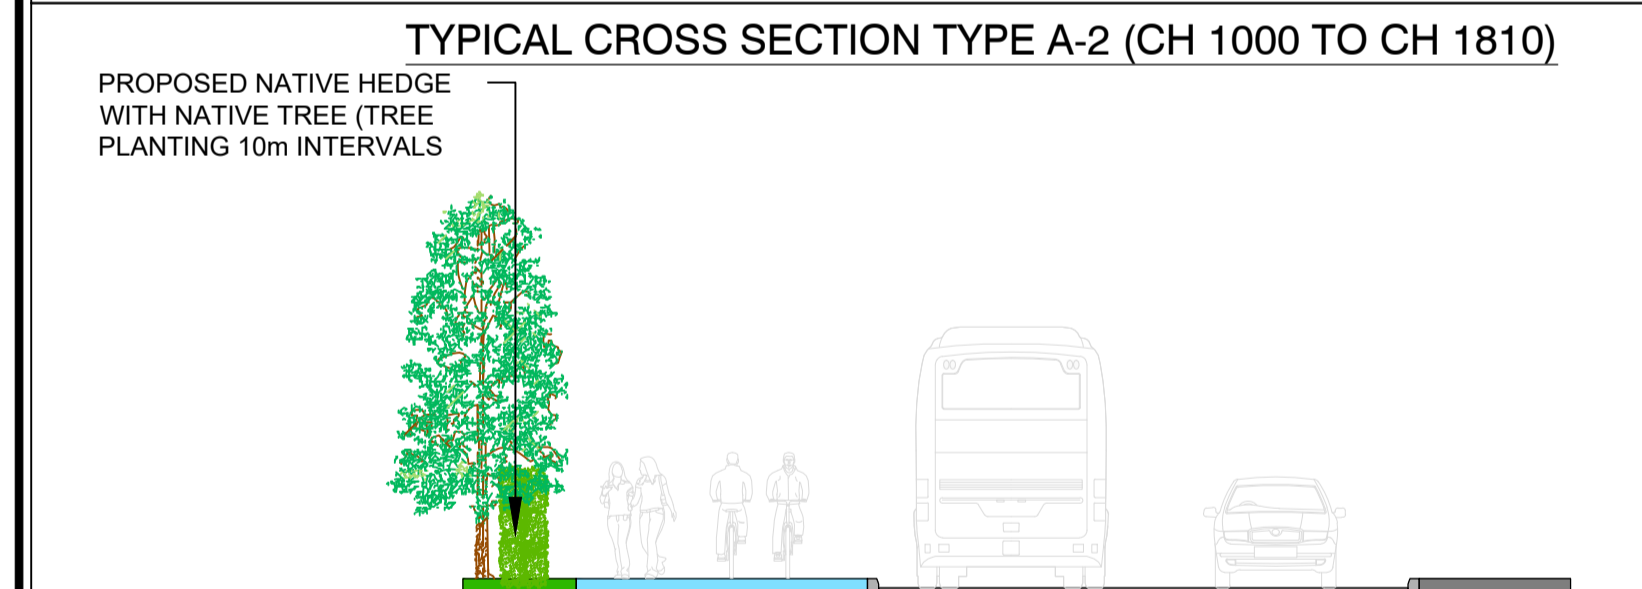 TYPICAL CROSS SECTION TYPE A-2 (CH 1000 TO CH 1810)
PROPOSED NATIVE HEDGE
WITH NATIVE TREE (TREE
PLANTING 10m INTERVALS